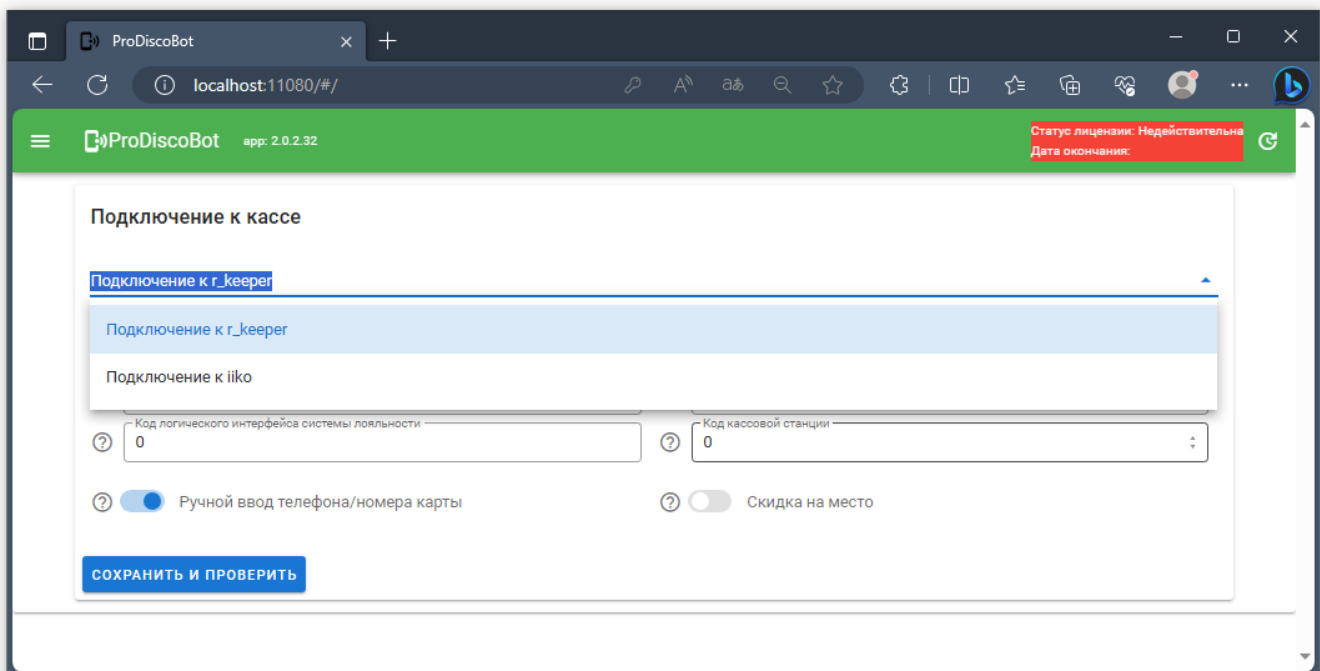 ProDiscoBot
localhost:11080/#/
ProDiscoBot app: 2.0.2.32
Статус лицензии: Недействительна
Дата окончания:
Подключение к кассе
Подключение к r_keeper
Подключение к r_keeper
Подключение к iiko
Код логического интерфейса системы лояльности
0
Код кассовой станции
0
Ручной ввод телефона/номера карты
Скидка на место
СОХРАНИТЬ И ПРОВЕРИТЬ